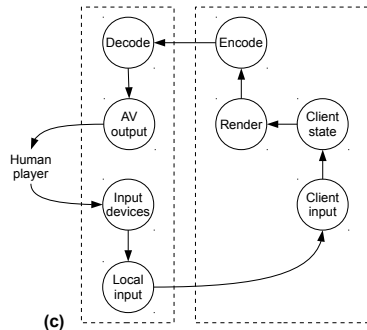 Decode
Encode
AV
output
Render
Client
state
Human
player
Input
devices
Client
input
Local
input
(c)